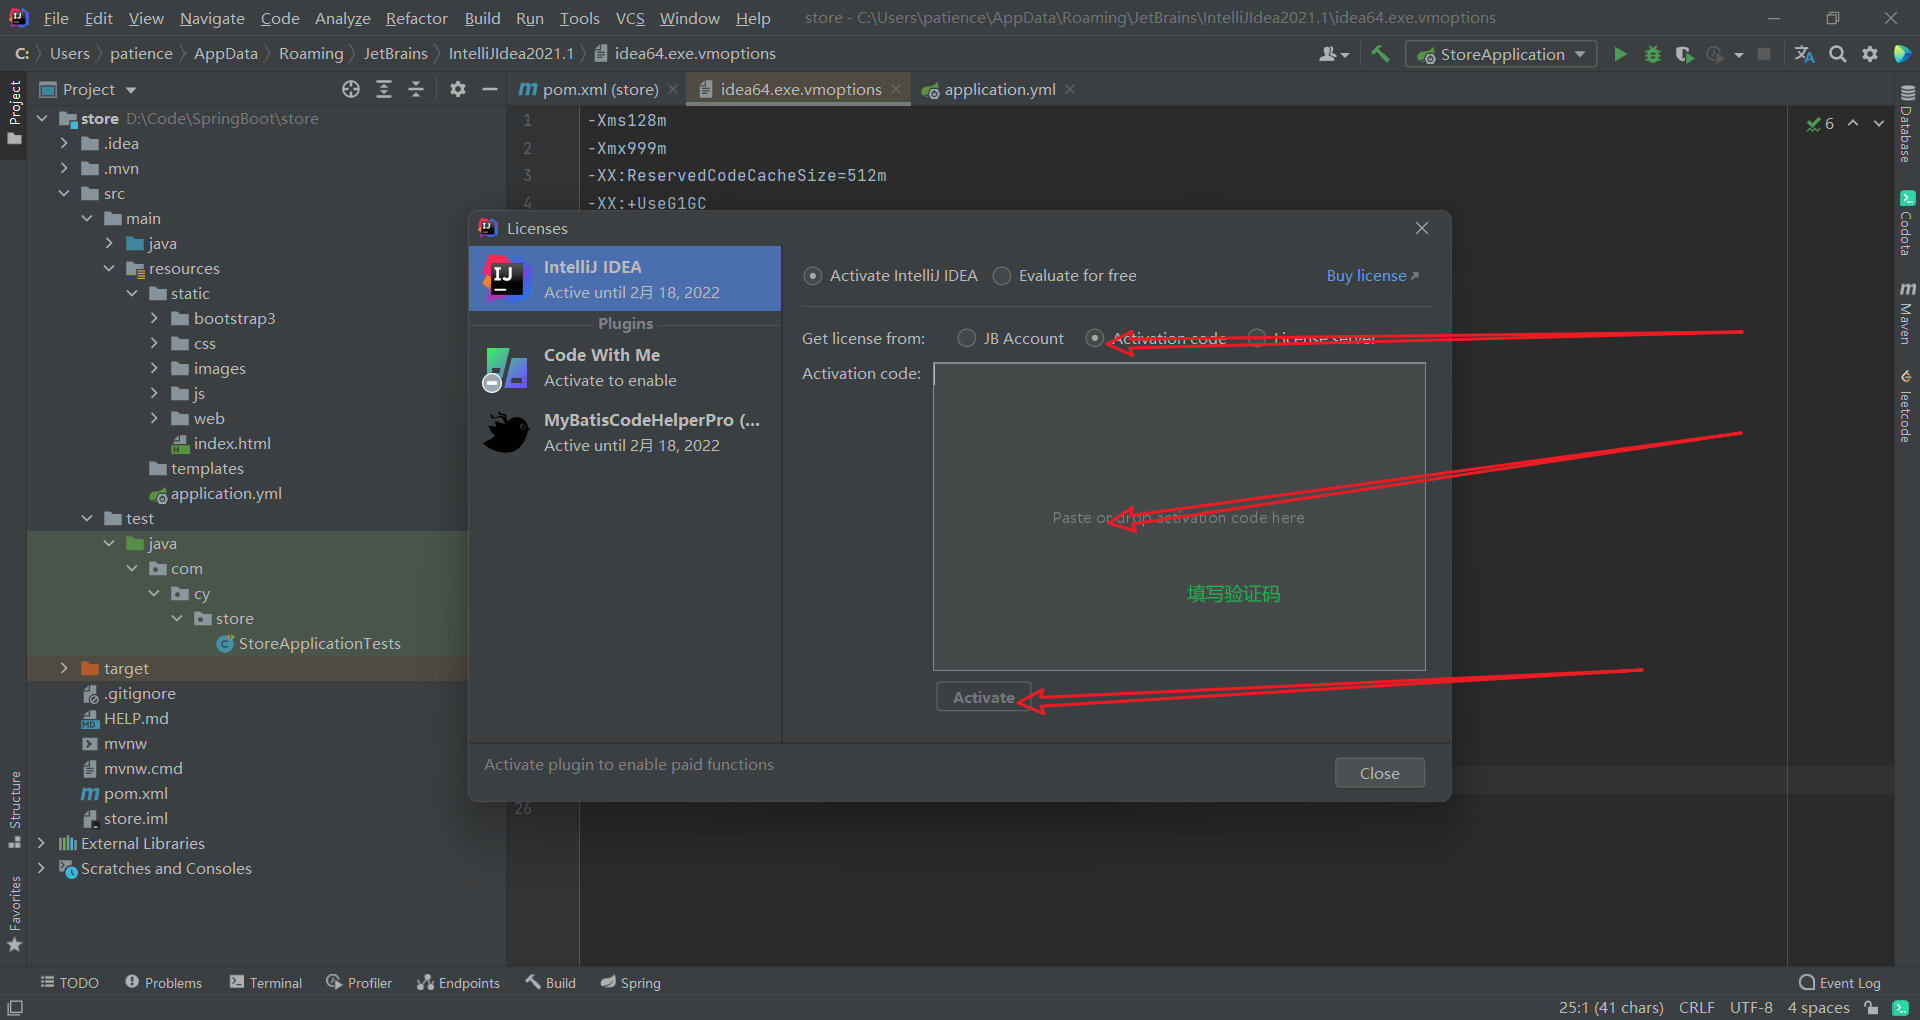 File Edit View Navigate Code Analyze Refactor Build Run Tools VCS Window Help store - C:\Users\patience\AppData\Roaming\JetBrains\IntelliJIdea2021.1\idea64.exe.vmoptions
C: Users patience AppData Roaming JetBrains IntelliJIdea2021.1 idea64.exe.vmoptions StoreApplication
Project
Project
pom.xml (store) idea64.exe.vmoptions application.yml
store D:\Code\SpringBoot\store
.idea
.mvn
src
main
java
resources
static
bootstrap3
css
images
js
web
index.html
templates
application.yml
test
java
com
cy
store
StoreApplicationTests
target
.gitignore
HELP.md
mvnw
mvnw.cmd
pom.xml
store.iml
External Libraries
Scratches and Consoles
1 -Xms128m
2 -Xmx999m
3 -XX:ReservedCodeCacheSize=512m
4 -XX:+UseG1GC
26
6
Licenses
IntelliJ IDEA
Active until 2月 18, 2022
Plugins
Code With Me
Activate to enable
MyBatisCodeHelperPro (...
Active until 2月 18, 2022
Activate IntelliJ IDEA Evaluate for free Buy license
Get license from: JB Account Activation code License server
Activation code:
Paste or drop activation code here
填写验证码
Activate
Activate plugin to enable paid functions
Close
Database
Codota
Maven
leetcode
Structure
Favorites
TODO Problems Terminal Profiler Endpoints Build Spring Event Log
25:1 (41 chars) CRLF UTF-8 4 spaces